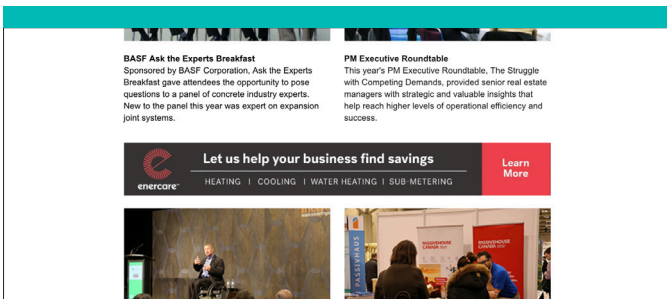 BASF Ask the Experts Breakfast
Sponsored by BASF Corporation, Ask the Experts
Breakfast gave attendees the opportunity to pose
questions to a panel of concrete industry experts.
New to the panel this year was expert on expansion
joint systems.
PM Executive Roundtable
This year's PM Executive Roundtable, The Struggle
with Competing Demands, provided senior real estate
managers with strategic and valuable insights that
help reach higher levels of operational efficiency and
success.
enercare
Let us help your business find savings
HEATING | COOLING | WATER HEATING | SUB-METERING
Learn
More
PASSIVHAUS
PASSIVEHOUSE
CANADA
PASSIVEHOUSE
CANADA